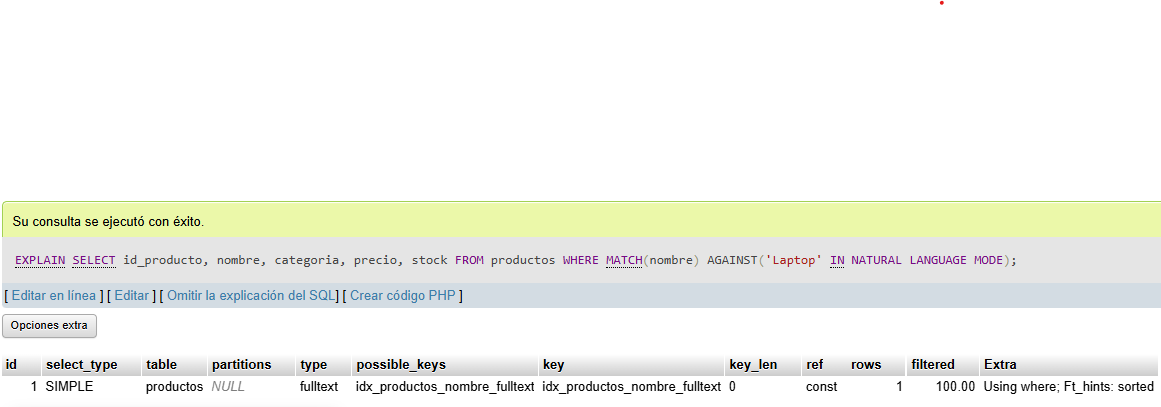 Su consulta se ejecutó con éxito.
EXPLAIN SELECT id_producto, nombre, categoria, precio, stock FROM productos WHERE MATCH(nombre) AGAINST('Laptop' IN NATURAL LANGUAGE MODE);
[ Editar en línea ] [ Editar ] [ Omitir la explicación del SQL] [ Crear código PHP ]
Opciones extra
id select_type table partitions type possible_keys key key_len ref rows filtered Extra
1 SIMPLE productos NULL fulltext idx_productos_nombre_fulltext idx_productos_nombre_fulltext 0 const 1 100.00 Using where; Ft_hints: sorted